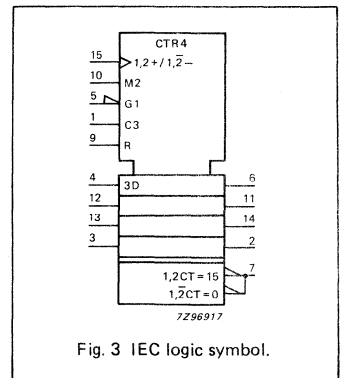 CTR4
15 1,2+/1,2̅−
10 M2
5 G1
1 C3
9 R
4 3D 6
12 11
13 14
3 2
1,2CT=15 7
1,2̅CT=0
7Z96917
Fig. 3 IEC logic symbol.